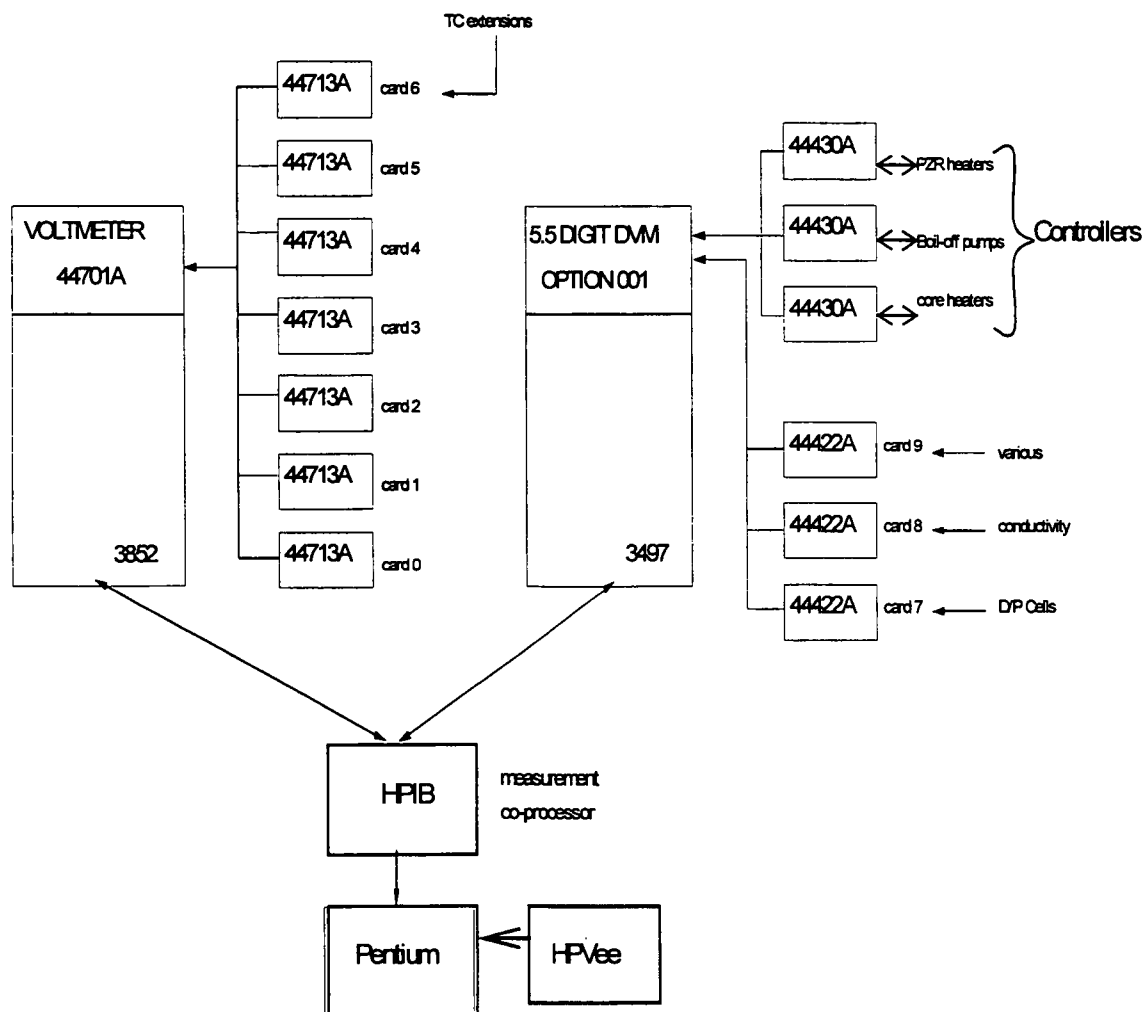 TC extensions
44713A card 6
44713A card 5
44713A card 4
44713A card 3
44713A card 2
44713A card 1
44713A card 0
VOLTMETER
44701A
3852
5.5 DIGIT DVM
OPTION 001
3497
44430A PZR heaters
44430A Boil-off pumps
44430A core heaters
Controllers
44422A card 9 various
44422A card 8 conductivity
44422A card 7 D/P Cells
HPIB
measurement
co-processor
Pentium
HPVee